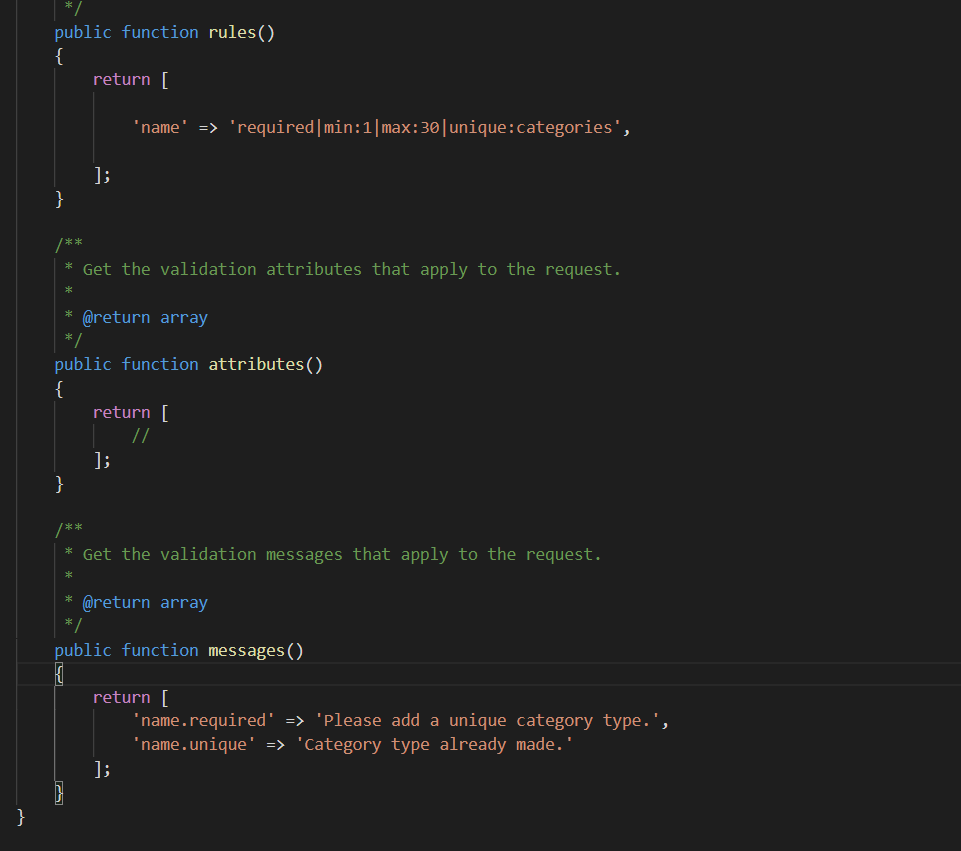 */
public function rules()
{
return [
'name' => 'required|min:1|max:30|unique:categories',
];
}
/**
* Get the validation attributes that apply to the request.
*
* @return array
*/
public function attributes()
{
return [
//
];
}
/**
* Get the validation messages that apply to the request.
*
* @return array
*/
public function messages()
{
return [
'name.required' => 'Please add a unique category type.',
'name.unique' => 'Category type already made.'
];
}
}